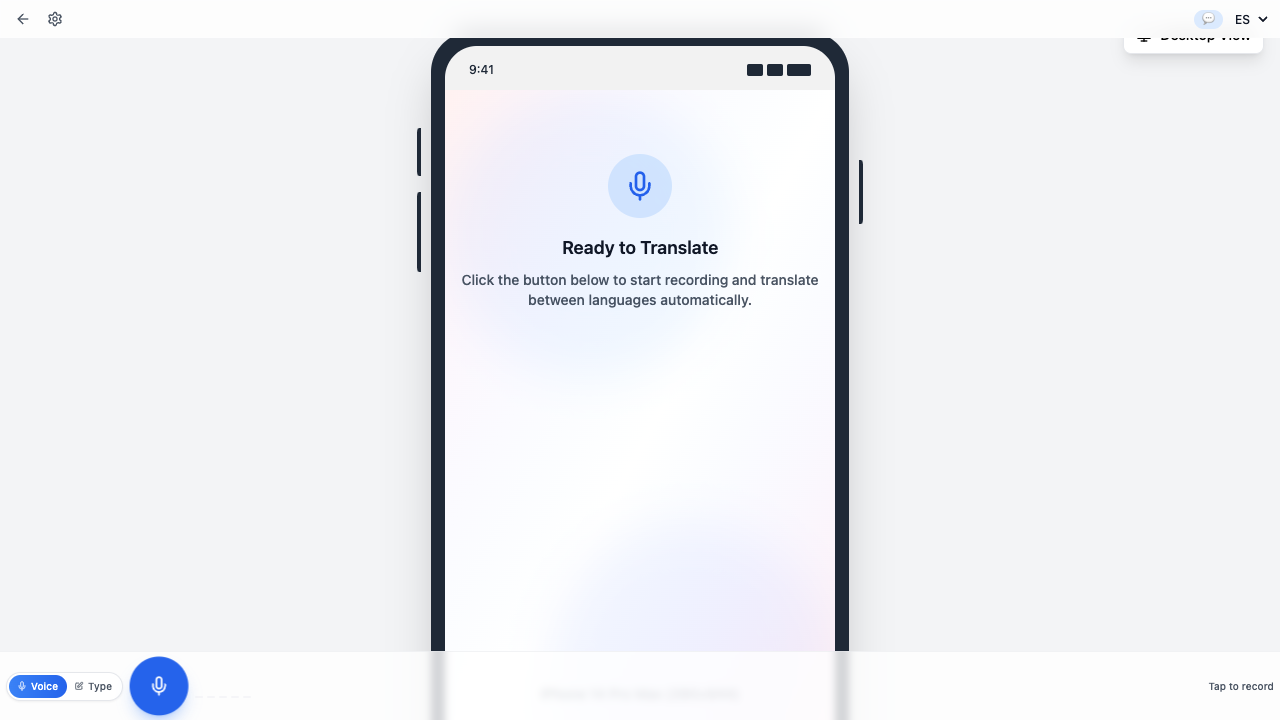 ES
Desktop View
9:41
Ready to Translate
Click the button below to start recording and translate
between languages automatically.
Voice
Type
Tap to record